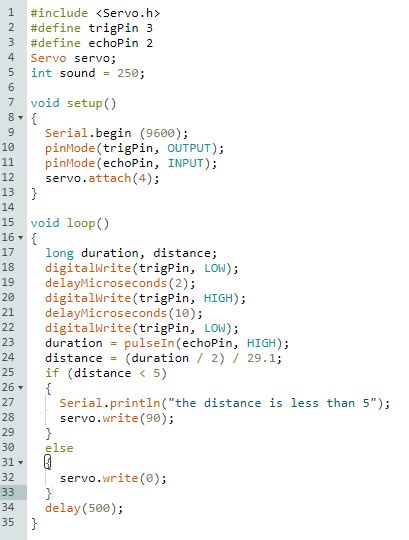 1 #include <Servo.h>
2 #define trigPin 3
3 #define echoPin 2
4 Servo servo;
5 int sound = 250;
6
7 void setup()
8 {
9   Serial.begin (9600);
10   pinMode(trigPin, OUTPUT);
11   pinMode(echoPin, INPUT);
12   servo.attach(4);
13 }
14
15 void loop()
16 {
17   long duration, distance;
18   digitalWrite(trigPin, LOW);
19   delayMicroseconds(2);
20   digitalWrite(trigPin, HIGH);
21   delayMicroseconds(10);
22   digitalWrite(trigPin, LOW);
23   duration = pulseIn(echoPin, HIGH);
24   distance = (duration / 2) / 29.1;
25   if (distance < 5)
26   {
27     Serial.println("the distance is less than 5");
28     servo.write(90);
29   }
30   else
31   {
32     servo.write(0);
33   }
34   delay(500);
35 }